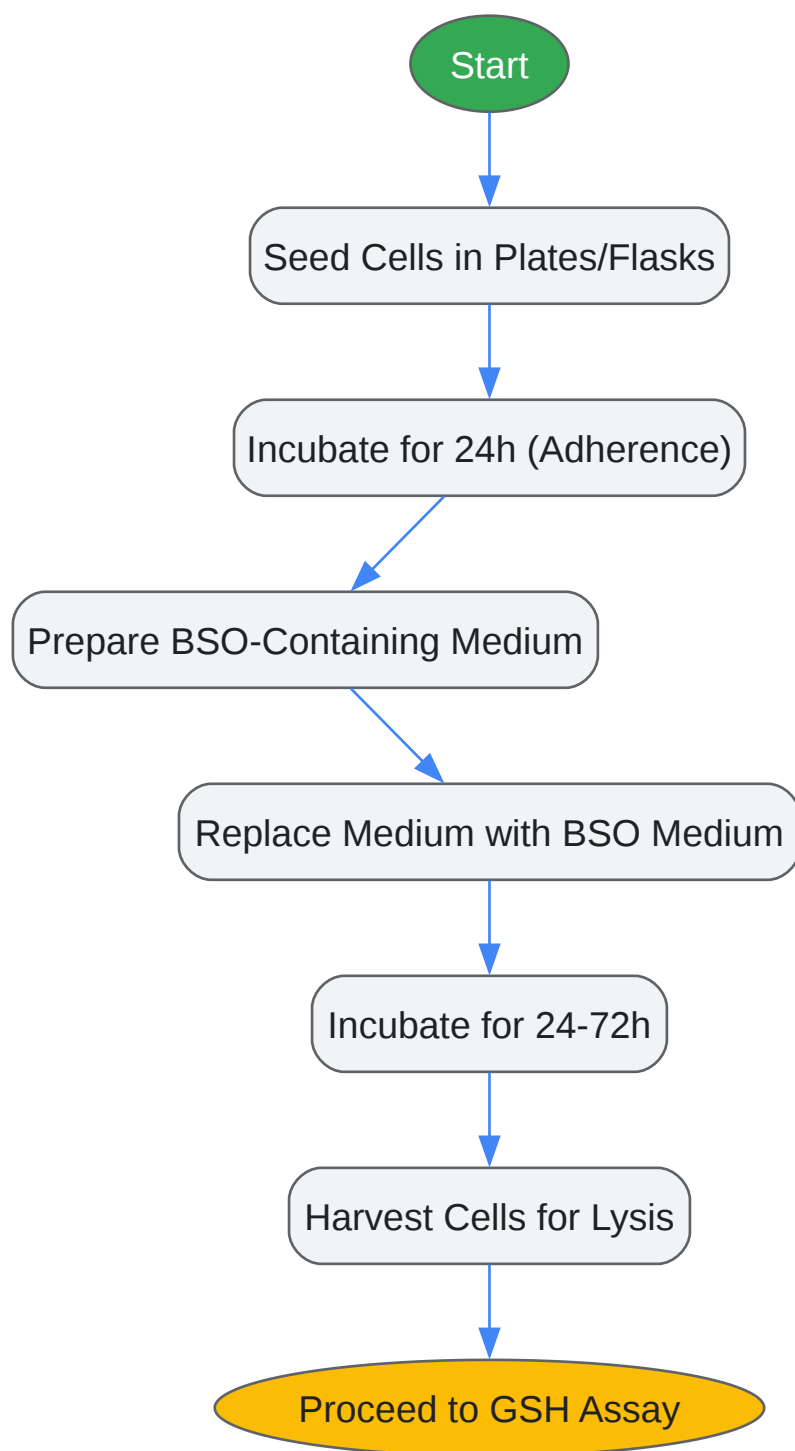 Start
Seed Cells in Plates/Flasks
Incubate for 24h (Adherence)
Prepare BSO-Containing Medium
Replace Medium with BSO Medium
Incubate for 24-72h
Harvest Cells for Lysis
Proceed to GSH Assay